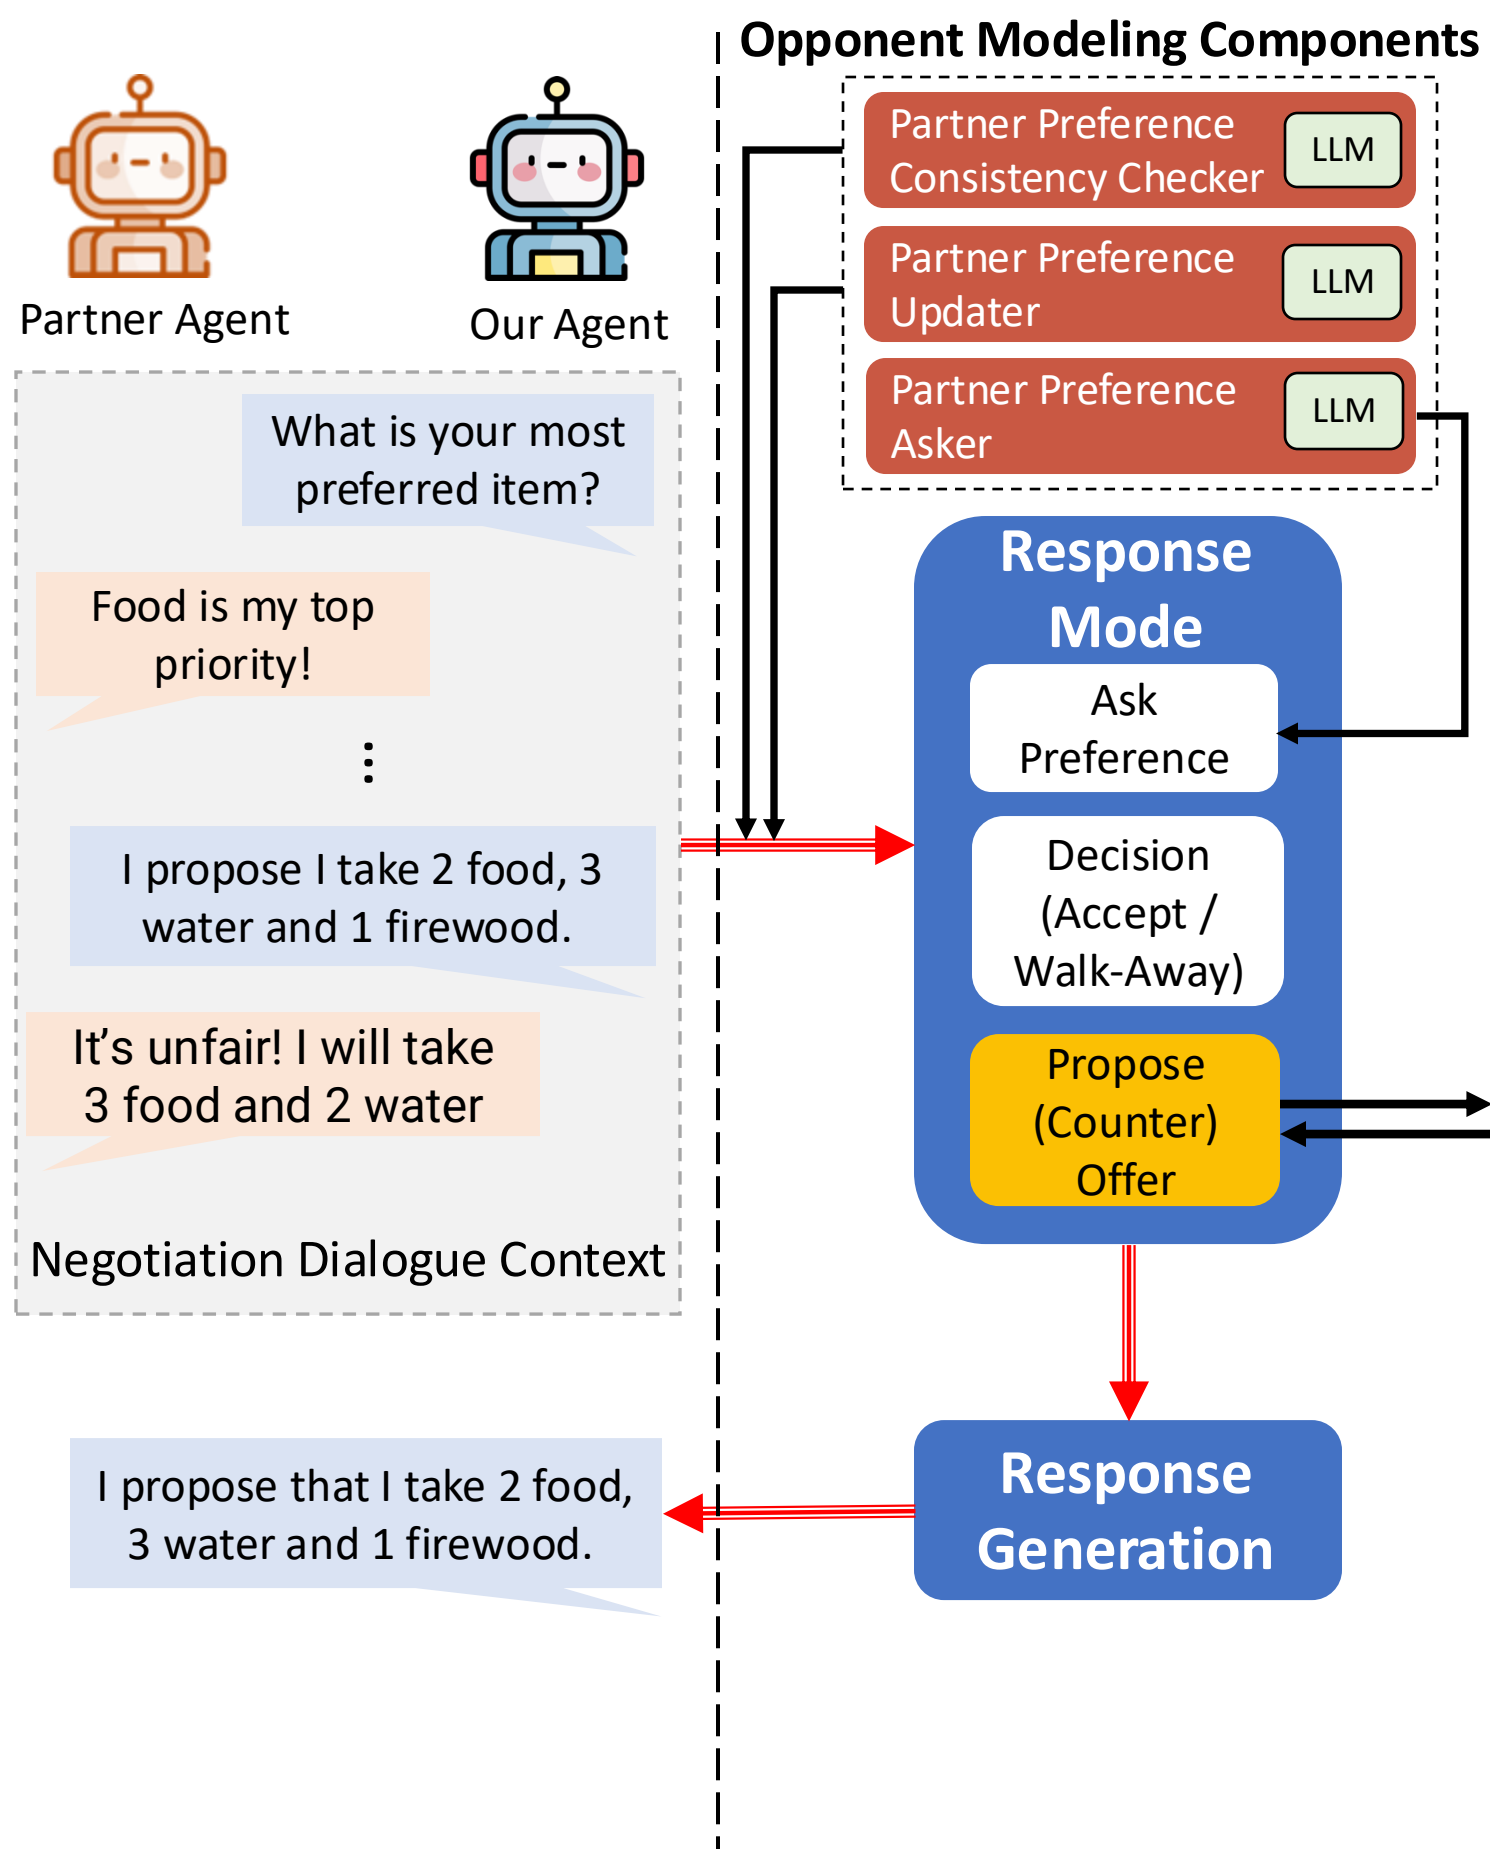 Partner Agent
Our Agent
What is your most
preferred item?
Food is my top
priority!
...
I propose I take 2 food, 3
water and 1 firewood.
It's unfair! I will take
3 food and 2 water
Negotiation Dialogue Context
I propose that I take 2 food,
3 water and 1 firewood.
Opponent Modeling Components
Partner Preference
Consistency Checker
LLM
Partner Preference
Updater
LLM
Partner Preference
Asker
LLM
Response
Mode
Ask
Preference
Decision
(Accept /
Walk-Away)
Propose
(Counter)
Offer
Response
Generation